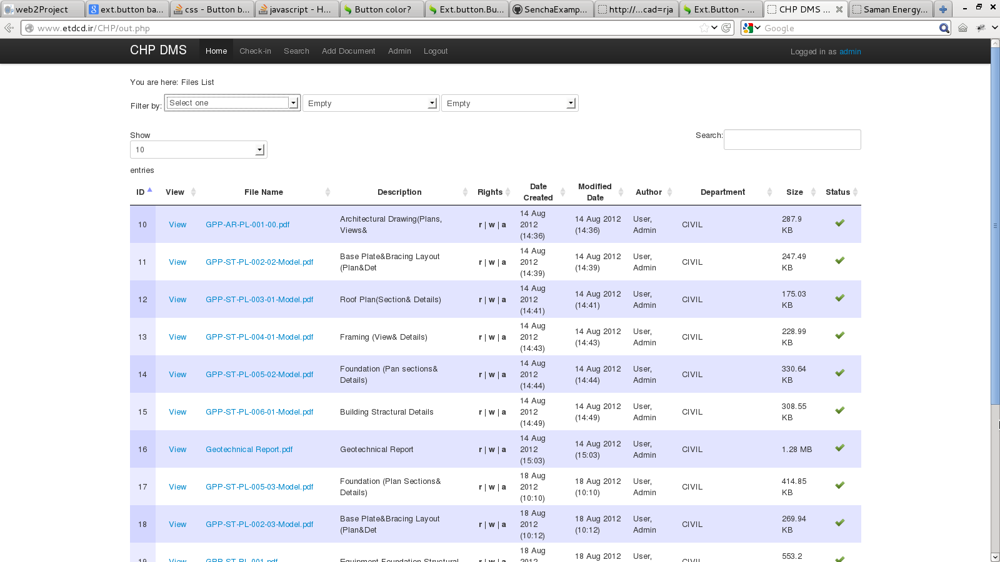 web2Project
ext.button ba...
css - Button b...
javascript - H...
Button color?
Ext.button.Bu...
SenchaExamp...
http://...cad=rja
Ext.Button - ...
CHP DMS ...
Saman Energy...
www.etdcd.ir/CHP/out.php
Google
CHP DMS Home Check-in Search Add Document Admin Logout Logged in as admin
You are here: Files List
Filter by: Select one Empty Empty
Show Search:
10
entries
ID View File Name Description Rights Date Created Modified Date Author Department Size Status
10 View GPP-AR-PL-001-00.pdf Architectural Drawing(Plans, Views& r | w | a 14 Aug 2012 (14:36) 14 Aug 2012 (14:36) User, Admin CIVIL 287.9 KB
11 View GPP-ST-PL-002-02-Model.pdf Base Plate&Bracing Layout (Plan&Det r | w | a 14 Aug 2012 (14:39) 14 Aug 2012 (14:39) User, Admin CIVIL 247.49 KB
12 View GPP-ST-PL-003-01-Model.pdf Roof Plan(Section& Details) r | w | a 14 Aug 2012 (14:41) 14 Aug 2012 (14:41) User, Admin CIVIL 175.03 KB
13 View GPP-ST-PL-004-01-Model.pdf Framing (View& Details) r | w | a 14 Aug 2012 (14:43) 14 Aug 2012 (14:43) User, Admin CIVIL 228.99 KB
14 View GPP-ST-PL-005-02-Model.pdf Foundation (Pan sections& Details) r | w | a 14 Aug 2012 (14:44) 14 Aug 2012 (14:44) User, Admin CIVIL 330.64 KB
15 View GPP-ST-PL-006-01-Model.pdf Building Stractural Details r | w | a 14 Aug 2012 (14:49) 14 Aug 2012 (14:49) User, Admin CIVIL 308.55 KB
16 View Geotechnical Report.pdf Geotechnical Report r | w | a 14 Aug 2012 (15:03) 14 Aug 2012 (15:03) User, Admin CIVIL 1.28 MB
17 View GPP-ST-PL-005-03-Model.pdf Foundation (Plan Sections& Details) r | w | a 18 Aug 2012 (10:10) 18 Aug 2012 (10:10) User, Admin CIVIL 414.85 KB
18 View GPP-ST-PL-002-03-Model.pdf Base Plate&Bracing Layout (Plan&Det r | w | a 18 Aug 2012 (10:12) 18 Aug 2012 (10:12) User, Admin CIVIL 269.94 KB
19 View GPP-ST-PL-001.pdf Equipment Foundation Structural r | w | a 18 Aug 2012 18 Aug 2012 User, CIVIL 553.2